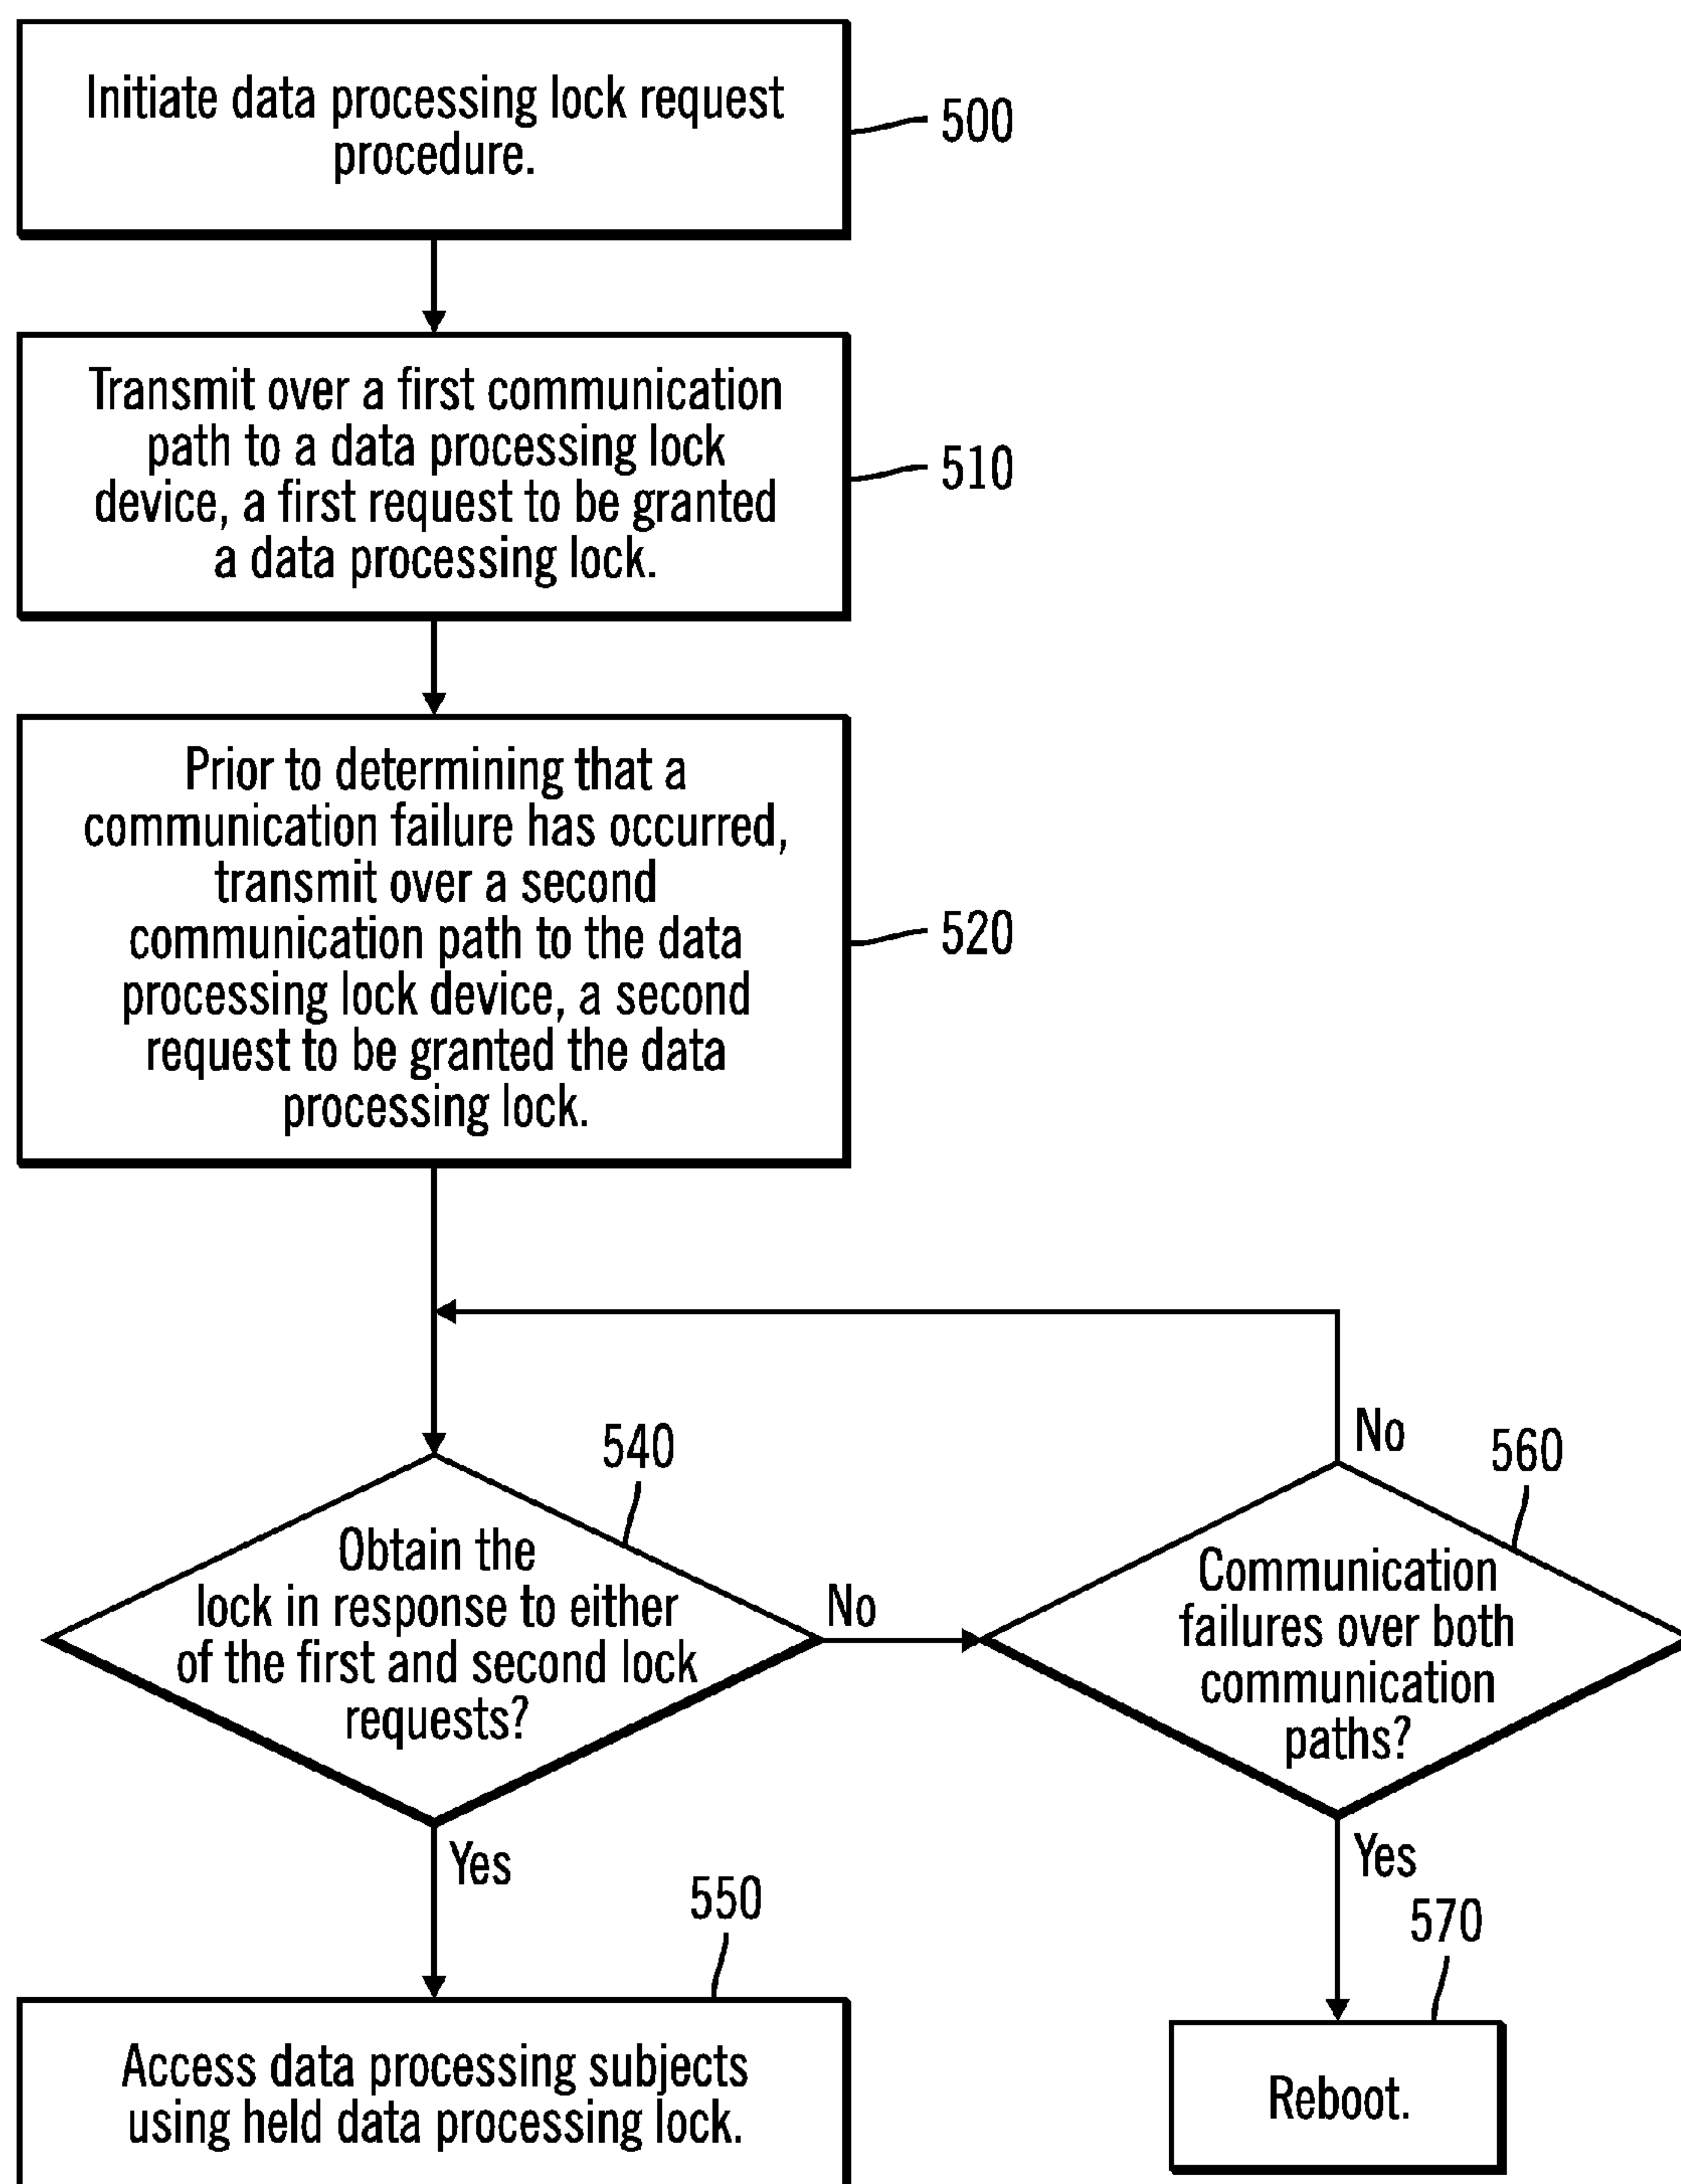 Initiate data processing lock request
procedure.
500
Transmit over a first communication
path to a data processing lock
device, a first request to be granted
a data processing lock.
510
Prior to determining that a
communication failure has occurred,
transmit over a second
communication path to the data
processing lock device, a second
request to be granted the data
processing lock.
520
540
Obtain the
lock in response to either
of the first and second lock
requests?
No
Yes
560
No
Communication
failures over both
communication
paths?
Yes
550
Access data processing subjects
using held data processing lock.
570
Reboot.